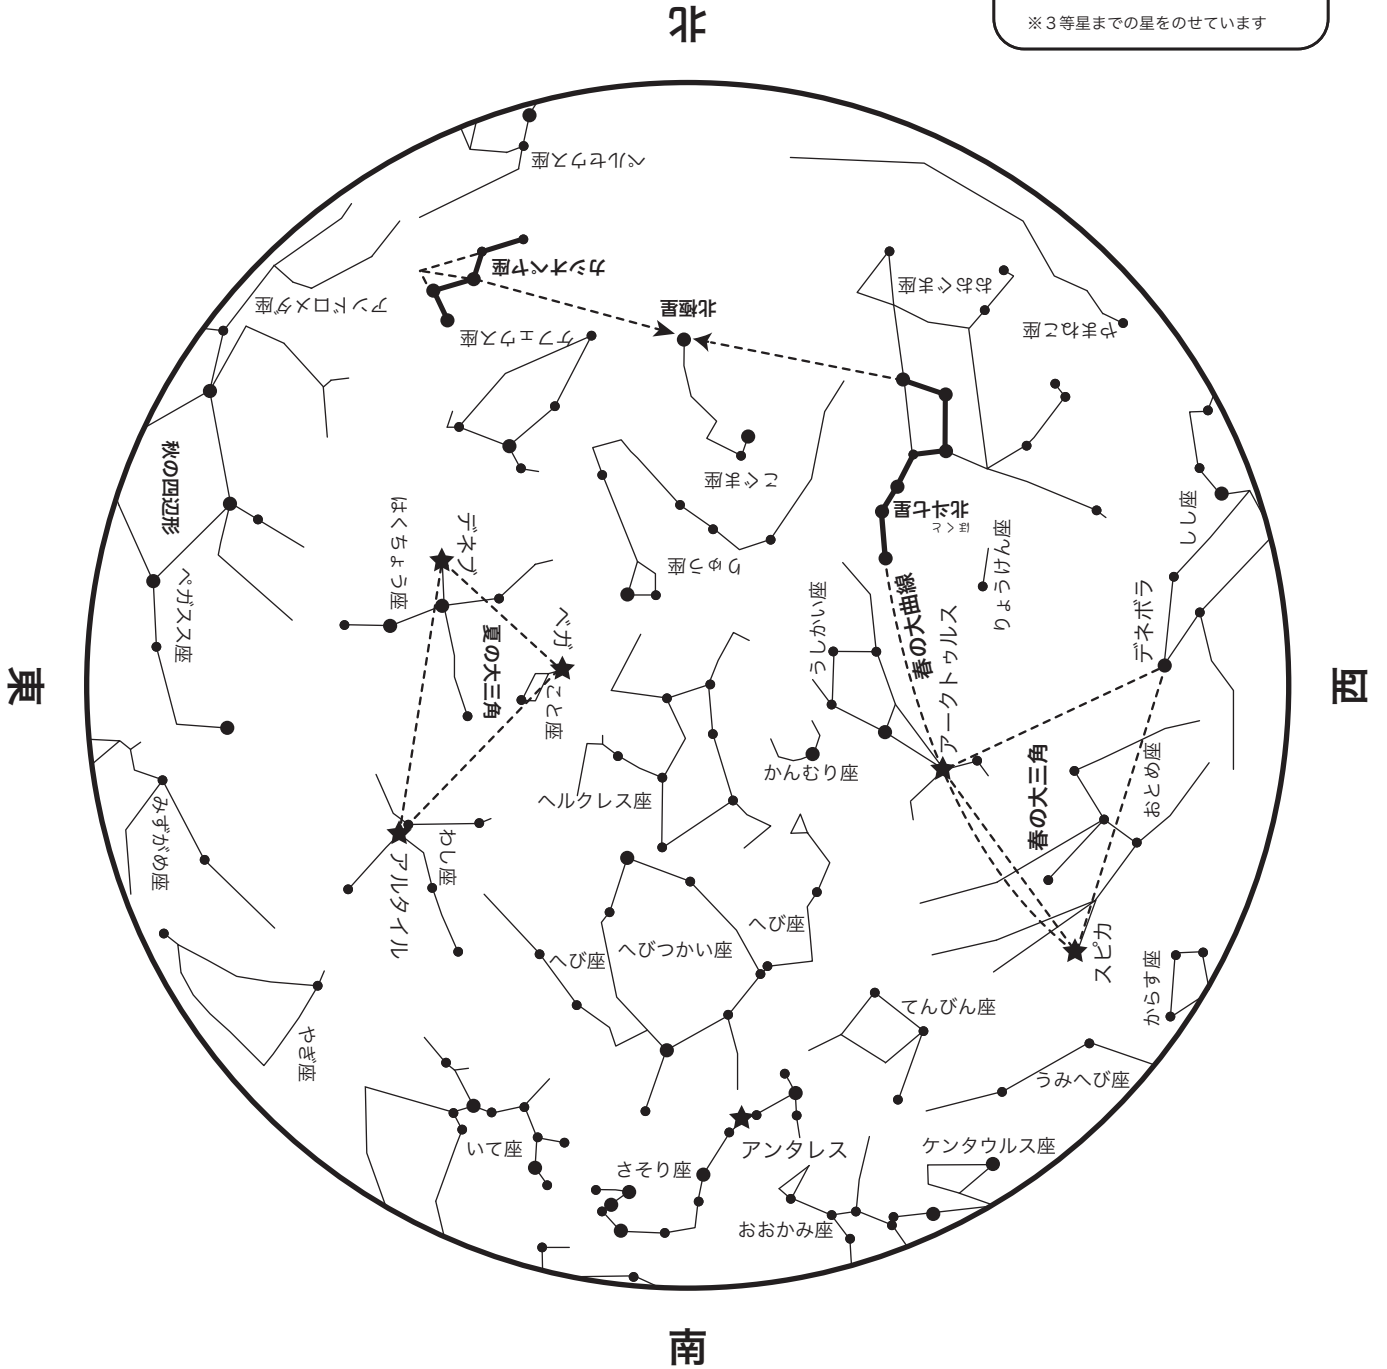 ※３等星までの星をのせています
北
ペルセウス座
カシオペヤ座
アンドロメダ座
ケフェウス座
北極星
おおぐま座
やまねこ座
こぐま座
りゅう座
北斗七星
ほくと
りょうけん座
しし座
デネボラ
秋の四辺形
ペガスス座
はくちょう座
デネブ
夏の大三角
ベガ
こと座
うしかい座
春の大曲線
アークトゥルス
東
西
かんむり座
ヘルクレス座
春の大三角
おとめ座
みずがめ座
わし座
アルタイル
へび座
へびつかい座
へび座
スピカ
からす座
てんびん座
やぎ座
うみへび座
いて座
さそり座
アンタレス
ケンタウルス座
おおかみ座
南